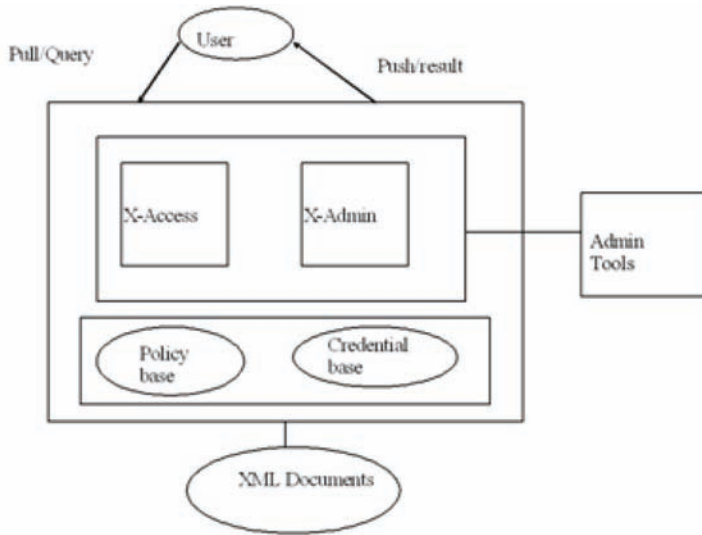 User
Pull/Query
Push/result
X-Access
X-Admin
Admin
Tools
Policy
base
Credential
base
XML Documents